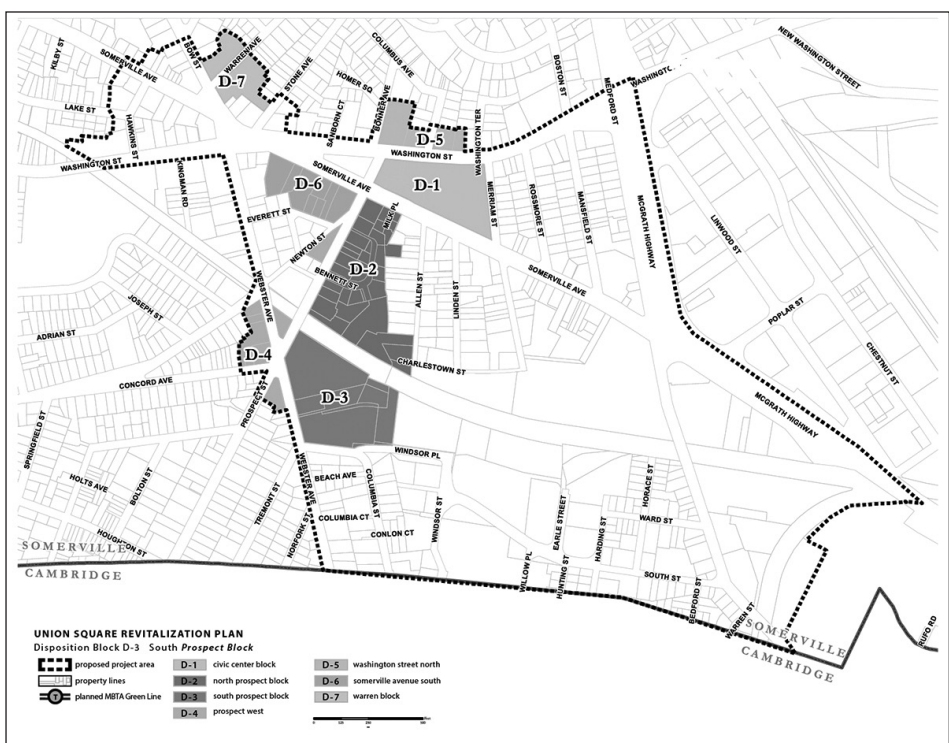 NEW WASHINGTON STREET
KILBY ST
SOMERVILLE AVE
BOW ST
WARREN AVE
STONE AVE
COLUMBUS AVE
HOMER SQ
BONNER AVE
SANBORN CT
BOSTON ST
MEDFORD ST
WASHINGTO
D-7
LAKE ST
HAWKINS ST
D-5
WASHINGTON ST
WASHINGTON TER
WASHINGTON ST
KINGMAN RD
SOMERVILLE AVE
D-6
D-1
MERRIAM ST
ROSSMORE ST
MANSFIELD ST
MCGRATH HIGHWAY
LINWOOD ST
EVERETT ST
MILK PL
NEWTON ST
D-2
BENNETT ST
ALLEN ST
LINDEN ST
SOMERVILLE AVE
WEBSTER AVE
JOSEPH ST
ADRIAN ST
POPLAR ST
CHESTNUT ST
D-4
CHARLESTOWN ST
CONCORD AVE
PROSPECT ST
D-3
MCGRATH HIGHWAY
SPRINGFIELD ST
WINDSOR PL
WEBSTER AVE
BEACH AVE
COLUMBIA ST
HOLTS AVE
BOLTON ST
TREMONT ST
NORFORK ST
COLUMBIA CT
CONLON CT
WINDSOR ST
EARLE STREET
HARDING ST
HORACE ST
WARD ST
HOUGHTON ST
SOMERVILLE
CAMBRIDGE
WILLOW PL
HUNTING ST
SOUTH ST
BEDFORD ST
WARREN ST
SOMERVILLE
CAMBRIDGE
RUFO RD
UNION SQUARE REVITALIZATION PLAN
Disposition Block D-3 South Prospect Block
proposed project area
property lines
T planned MBTA Green Line
D-1 civic center block
D-2 north prospect block
D-3 south prospect block
D-4 prospect west
D-5 washington street north
D-6 somerville avenue south
D-7 warren block